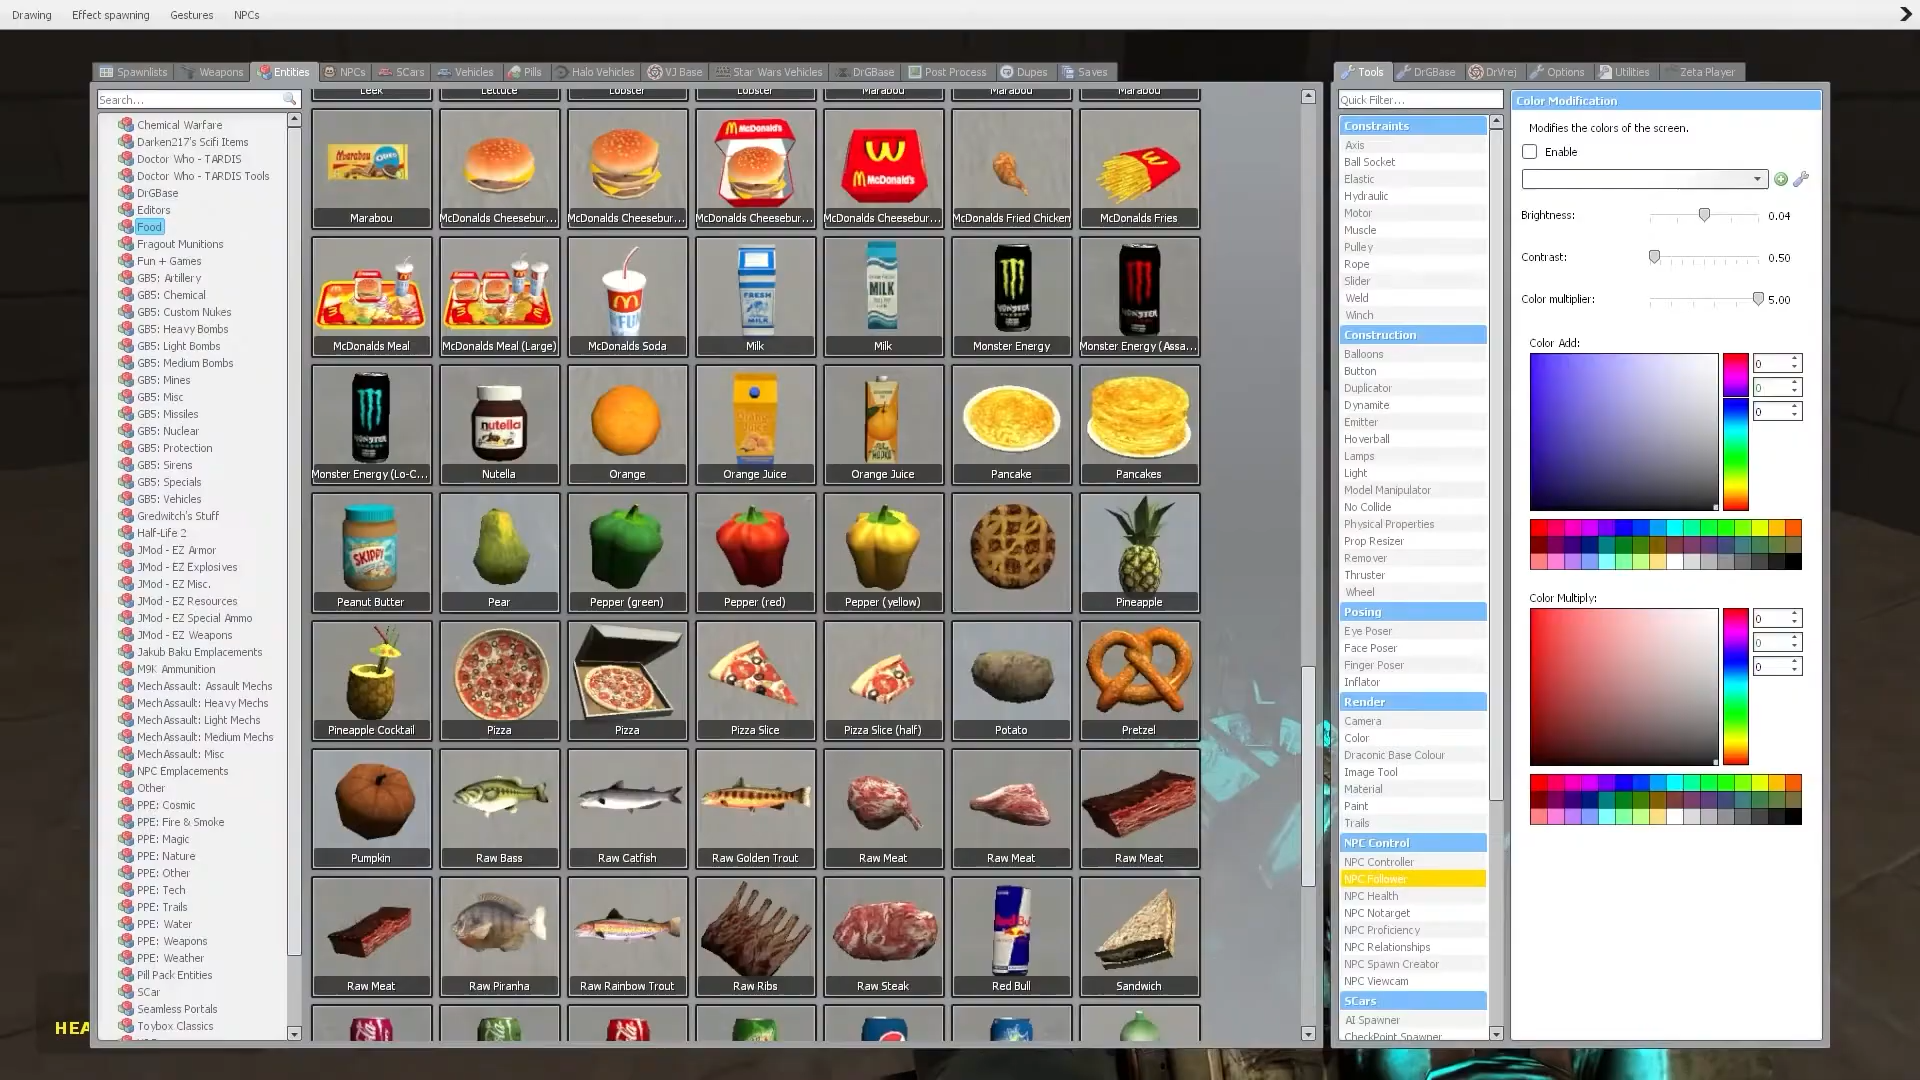 Drawing Effect spawning Gestures NPCs
Spawnlists Weapons Entities NPCs SCars Vehicles Pills Halo Vehicles VJ Base Star Wars Vehicles DrGBase Post Process Dupes Saves
Search...
Chemical Warfare
Darken217's Scifi Items
Doctor Who - TARDIS
Doctor Who - TARDIS Tools
DrGBase
Editors
Food
Fragout Munitions
Fun + Games
GB5: Artillery
GB5: Chemical
GB5: Custom Nukes
GB5: Heavy Bombs
GB5: Light Bombs
GB5: Medium Bombs
GB5: Mines
GB5: Misc
GB5: Missiles
GB5: Nuclear
GB5: Protection
GB5: Sirens
GB5: Specials
GB5: Vehicles
Gredwitch's Stuff
Half-Life 2
JMod - EZ Armor
JMod - EZ Explosives
JMod - EZ Misc.
JMod - EZ Resources
JMod - EZ Special Ammo
JMod - EZ Weapons
Jakub Baku Emplacements
M9K Ammunition
MechAssault: Assault Mechs
MechAssault: Heavy Mechs
MechAssault: Light Mechs
MechAssault: Medium Mechs
MechAssault: Misc
NPC Emplacements
Other
PPE: Cosmic
PPE: Fire & Smoke
PPE: Magic
PPE: Nature
PPE: Other
PPE: Tech
PPE: Trails
PPE: Water
PPE: Weapons
PPE: Weather
Pill Pack Entities
SCar
Seamless Portals
Toybox Classics
HEA
Leek Lettuce Lobster Lobster Marabou Marabou Marabou
Marabou McDonalds Cheesebur... McDonalds Cheesebur... McDonalds Cheesebur... McDonalds Cheesebur... McDonalds Fried Chicken McDonalds Fries
McDonalds Meal McDonalds Meal (Large) McDonalds Soda Milk Milk Monster Energy Monster Energy (Assa...
Monster Energy (Lo-C... Nutella Orange Orange Juice Orange Juice Pancake Pancakes
Peanut Butter Pear Pepper (green) Pepper (red) Pepper (yellow) Pineapple
Pineapple Cocktail Pizza Pizza Pizza Slice Pizza Slice (half) Potato Pretzel
Pumpkin Raw Bass Raw Catfish Raw Golden Trout Raw Meat Raw Meat Raw Meat
Raw Meat Raw Piranha Raw Rainbow Trout Raw Ribs Raw Steak Red Bull Sandwich
Tools DrGBase DrVrej Options Utilities Zeta Player
Quick Filter...
Constraints
Axis
Ball Socket
Elastic
Hydraulic
Motor
Muscle
Pulley
Rope
Slider
Weld
Winch
Construction
Balloons
Button
Duplicator
Dynamite
Emitter
Hoverball
Lamps
Light
Model Manipulator
No Collide
Physical Properties
Prop Resizer
Remover
Thruster
Wheel
Posing
Eye Poser
Face Poser
Finger Poser
Inflator
Render
Camera
Color
Draconic Base Colour
Image Tool
Material
Paint
Trails
NPC Control
NPC Controller
NPC Follower
NPC Health
NPC Notarget
NPC Proficiency
NPC Relationships
NPC Spawn Creator
NPC Viewcam
SCars
AI Spawner
CheckPoint Spawner
Color Modification
Modifies the colors of the screen.
Enable
Brightness: 0.04
Contrast: 0.50
Color multiplier: 5.00
Color Add:
0
0
0
Color Multiply:
0
0
0